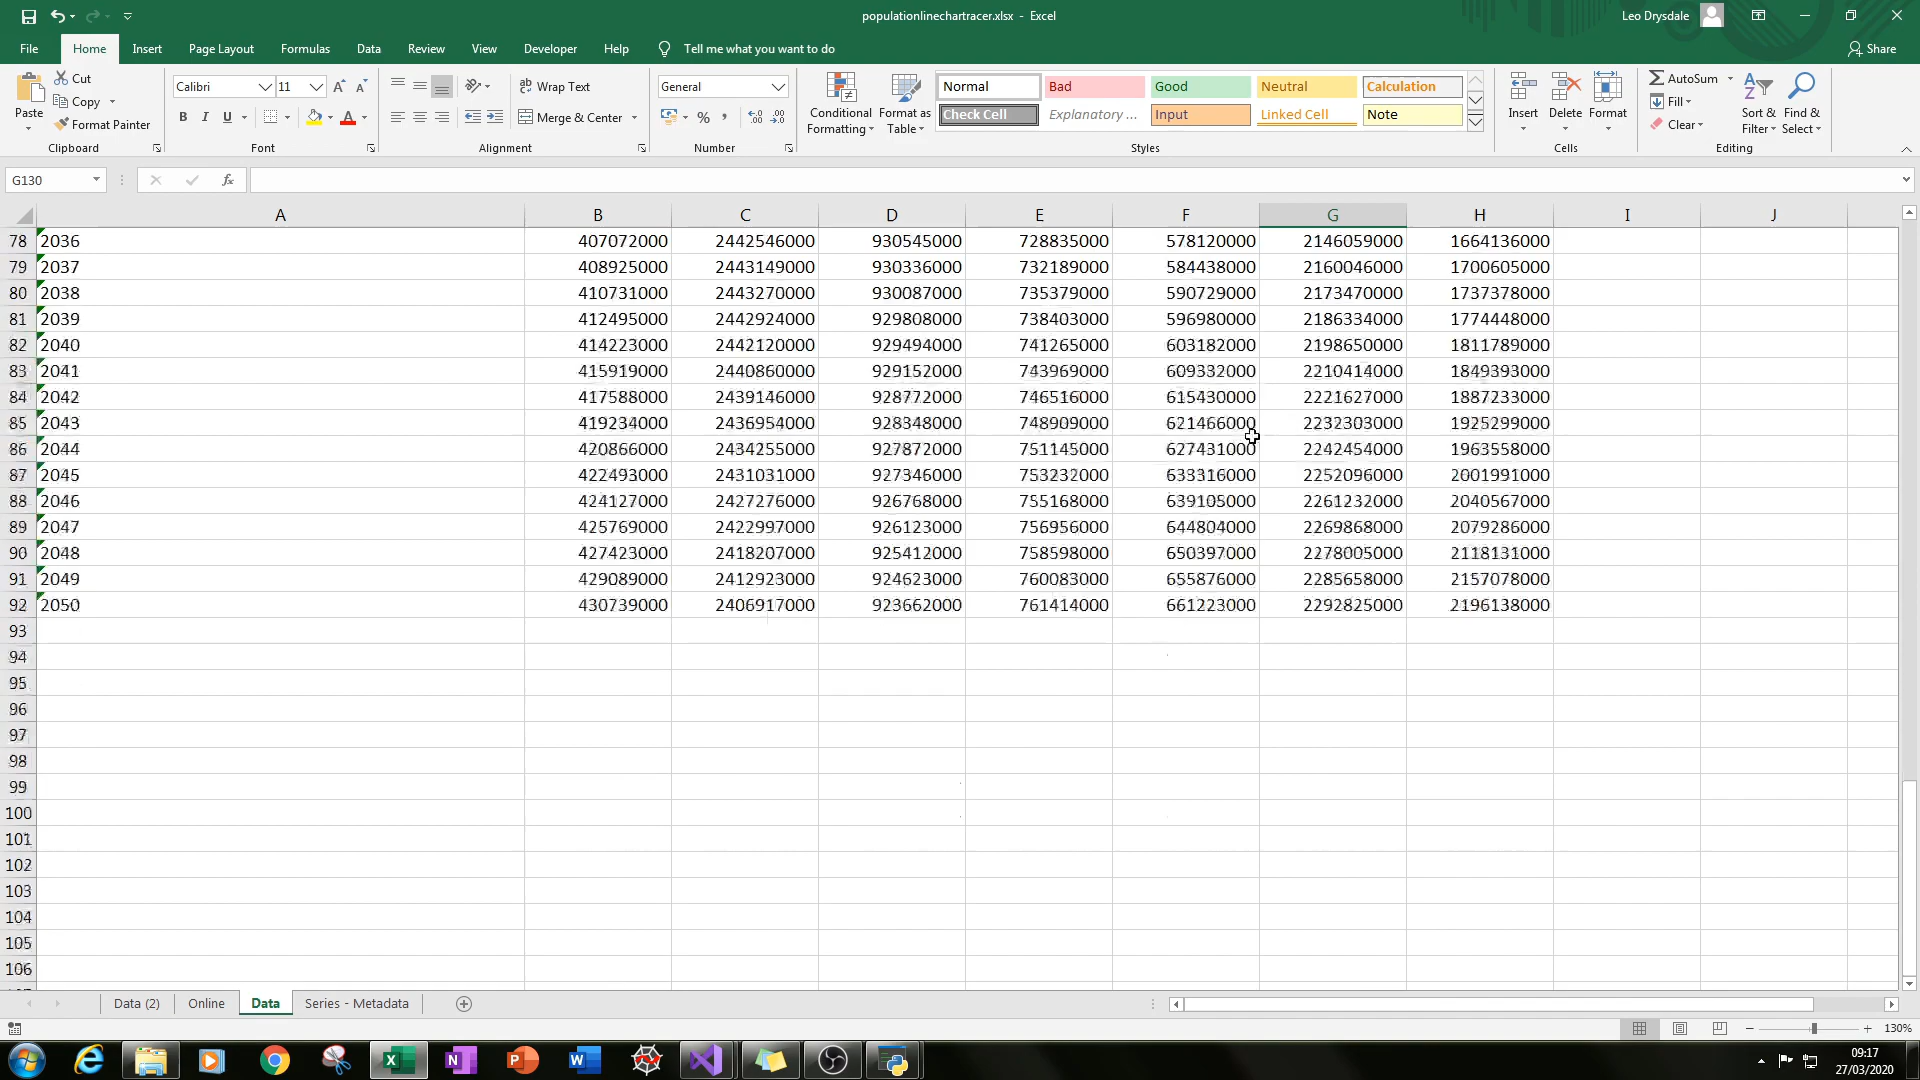 populationlinechartracer.xlsx - Excel
Leo Drysdale
File Home Insert Page Layout Formulas Data Review View Developer Help Tell me what you want to do Share
Paste
Cut
Copy
Format Painter
Clipboard
Calibri 11
B I U
Font
Wrap Text
Merge & Center
Alignment
General
Number
Conditional Formatting
Format as Table
Normal Bad Good Neutral Calculation
Check Cell Explanatory ... Input Linked Cell Note
Styles
Insert Delete Format
Cells
AutoSum
Fill
Clear
Sort & Filter
Find & Select
Editing
G130 fx
A B C D E F G H I J
78 2036 407072000 2442546000 930545000 728835000 578120000 2146059000 1664136000
79 2037 408925000 2443149000 930336000 732189000 584438000 2160046000 1700605000
80 2038 410731000 2443270000 930087000 735379000 590729000 2173470000 1737378000
81 2039 412495000 2442924000 929808000 738403000 596980000 2186334000 1774448000
82 2040 414223000 2442120000 929494000 741265000 603182000 2198650000 1811789000
83 2041 415919000 2440860000 929152000 743969000 609332000 2210414000 1849393000
84 2042 417588000 2439146000 928772000 746516000 615430000 2221627000 1887233000
85 2043 419234000 2436954000 928348000 748909000 621466000 2232303000 1925299000
86 2044 420866000 2434255000 927872000 751145000 627431000 2242454000 1963558000
87 2045 422493000 2431031000 927346000 753232000 633316000 2252096000 2001991000
88 2046 424127000 2427276000 926768000 755168000 639105000 2261232000 2040567000
89 2047 425769000 2422997000 926123000 756956000 644804000 2269868000 2079286000
90 2048 427423000 2418207000 925412000 758598000 650397000 2278005000 2118131000
91 2049 429089000 2412923000 924623000 760083000 655876000 2285658000 2157078000
92 2050 430739000 2406917000 923662000 761414000 661223000 2292825000 2196138000
93
94
95
96
97
98
99
100
101
102
103
104
105
106
Data (2) Online Data Series - Metadata
130%
09:17
27/03/2020